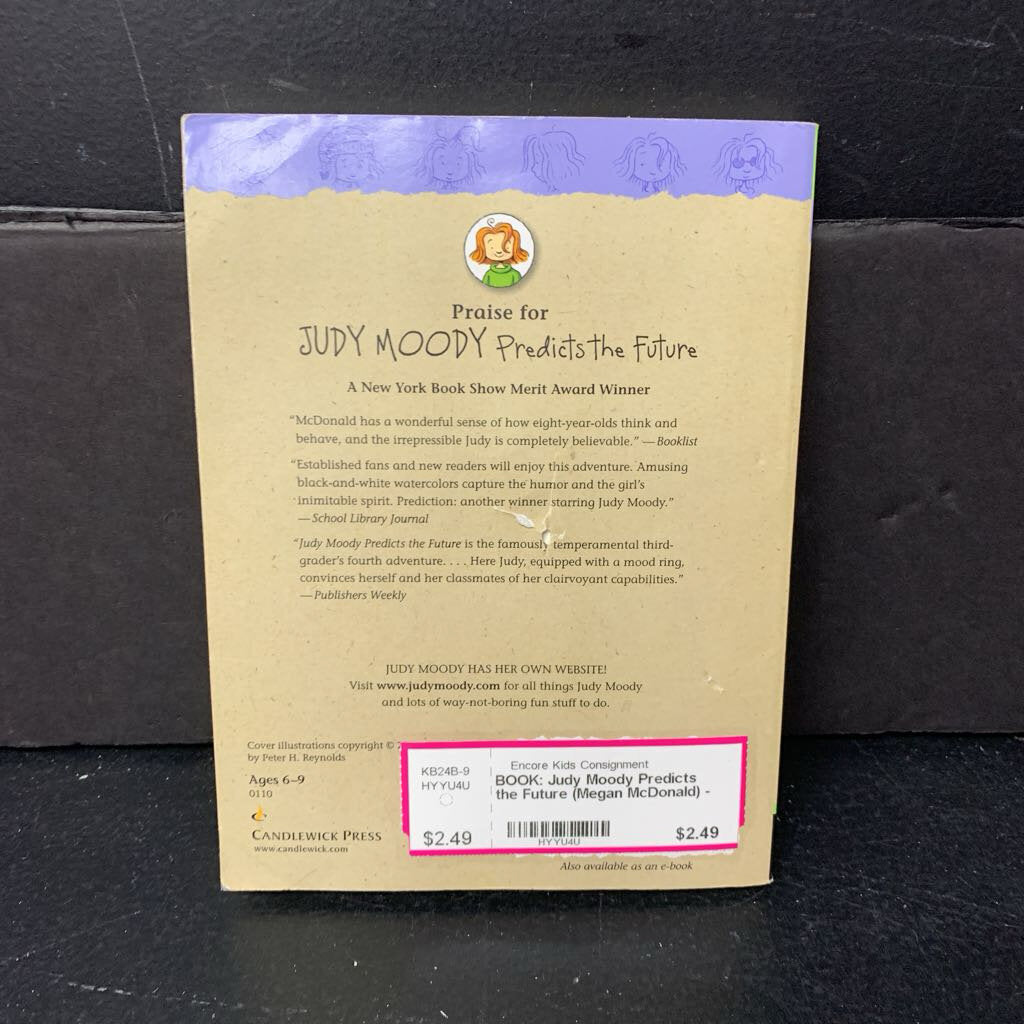 Praise for
JUDY MOODY Predicts the Future
A New York Book Show Merit Award Winner
“McDonald has a wonderful sense of how eight-year-olds think and
behave, and the irrepressible Judy is completely believable.” —Booklist
“Established fans and new readers will enjoy this adventure. Amusing
black-and-white watercolors capture the humor and the girl’s
inimitable spirit. Prediction: another winner starring Judy Moody.”
—School Library Journal
“Judy Moody Predicts the Future is the famously temperamental third-
grader’s fourth adventure. . . . Here Judy, equipped with a mood ring,
convinces herself and her classmates of her clairvoyant capabilities.”
—Publishers Weekly
JUDY MOODY HAS HER OWN WEBSITE!
Visit www.judymoody.com for all things Judy Moody
and lots of way-not-boring fun stuff to do.
Cover illustrations copyright ©
by Peter H. Reynolds
Ages 6–9
0110
CANDLEWICK PRESS
www.candlewick.com
KB24B-9
HYYU4U
$2.49
Encore Kids Consignment
BOOK: Judy Moody Predicts
the Future (Megan McDonald) -
HYYU4U
$2.49
Also available as an e-book